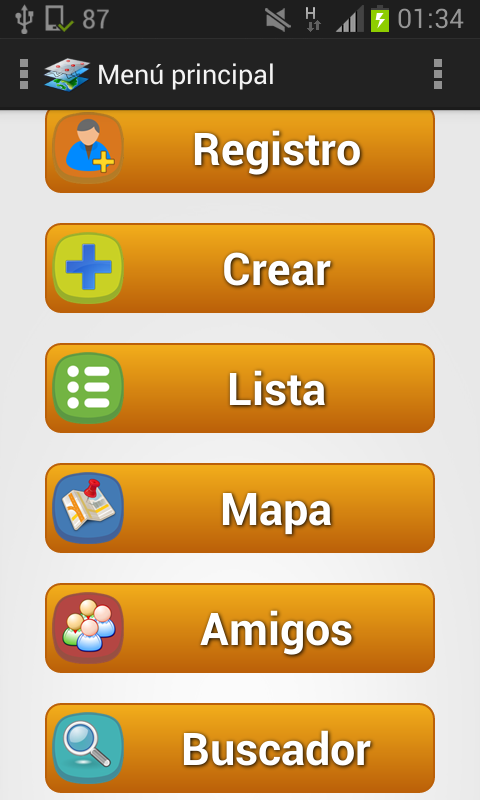 87
H
01:34
Menú principal
Registro
Crear
Lista
Mapa
Amigos
Buscador